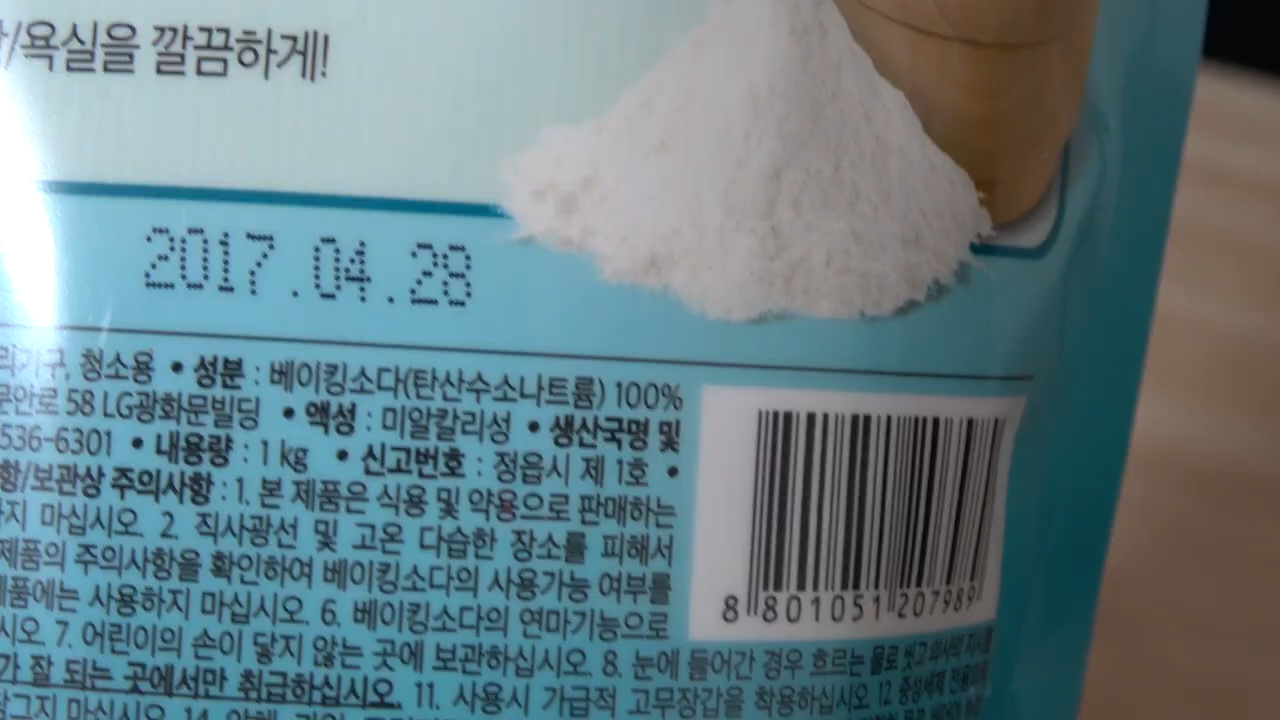 /욕실을 깔끔하게!
2017.04.28
리기구, 청소용 • 성분 : 베이킹소다(탄산수소나트륨) 100%
문안로 58 LG광화문빌딩 • 액성 : 미알칼리성 • 생산국명 및
536-6301 • 내용량 : 1 kg • 신고번호 : 정읍시 제 1호 •
항/보관상 주의사항 : 1. 본 제품은 식용 및 약용으로 판매하는
지 마십시오 2. 직사광선 및 고온 다습한 장소를 피해서
제품의 주의사항을 확인하여 베이킹소다의 사용가능 여부를
제품에는 사용하지 마십시오. 6. 베이킹소다의 연마기능으로
시오. 7. 어린이의 손이 닿지 않는 곳에 보관하십시오. 8. 눈에 들어간 경우 흐르는 물로 씻고 의사의 지시를
가 잘 되는 곳에서만 취급하십시오. 11. 사용시 가급적 고무장갑을 착용하십시오 12. 중성세제
담그지 마십시오. 14.
8 801051 207989